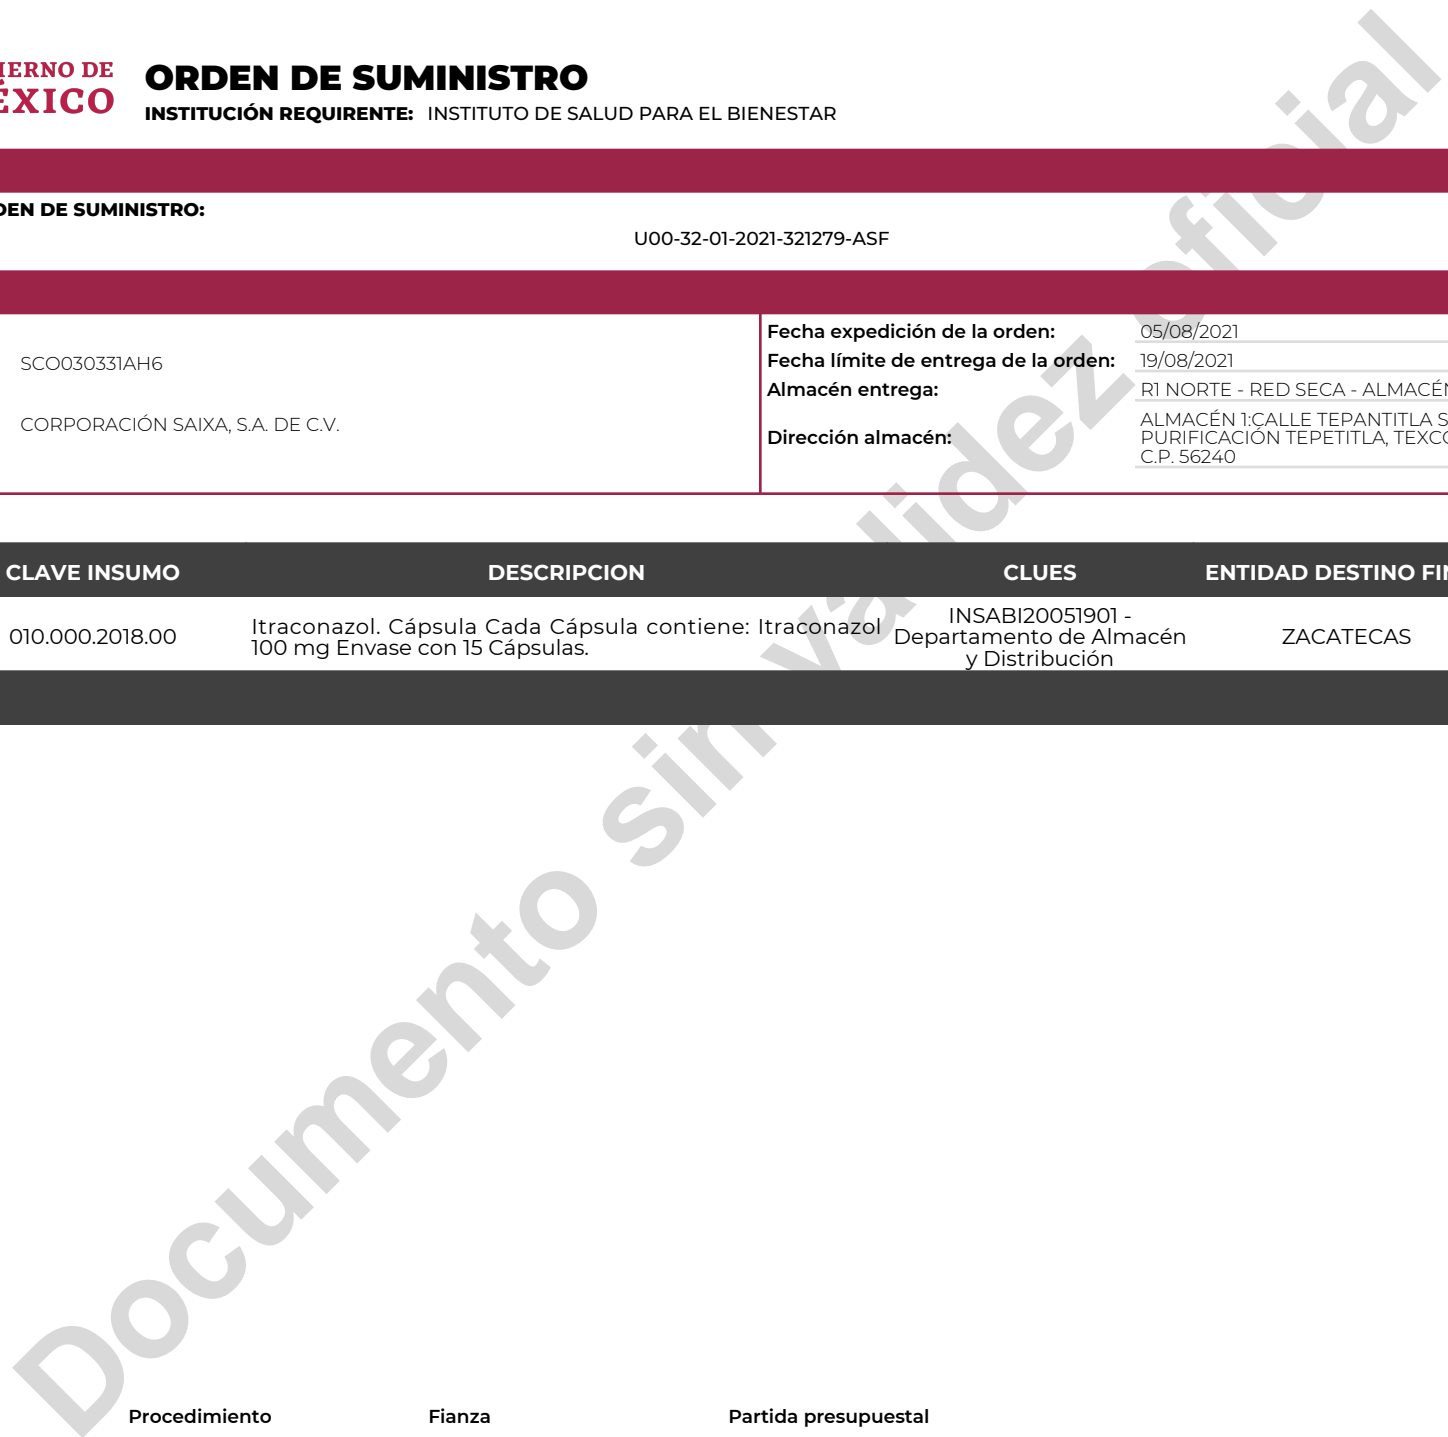 IERNO DE
ÉXICO
ORDEN DE SUMINISTRO
INSTITUCIÓN REQUIRENTE: INSTITUTO DE SALUD PARA EL BIENESTAR
DEN DE SUMINISTRO:
U00-32-01-2021-321279-ASF
SCO030331AH6
CORPORACIÓN SAIXA, S.A. DE C.V.
Fecha expedición de la orden: 05/08/2021
Fecha límite de entrega de la orden: 19/08/2021
Almacén entrega: R1 NORTE - RED SECA - ALMACÉN
Dirección almacén: ALMACÉN 1:CALLE TEPANTITLA S
PURIFICACIÓN TEPETITLA, TEXCO
C.P. 56240
CLAVE INSUMO DESCRIPCION CLUES ENTIDAD DESTINO FIN
010.000.2018.00
Itraconazol. Cápsula Cada Cápsula contiene: Itraconazol
100 mg Envase con 15 Cápsulas.
INSABI20051901 -
Departamento de Almacén
y Distribución
ZACATECAS
Documento sin validez oficial
Procedimiento Fianza Partida presupuestal